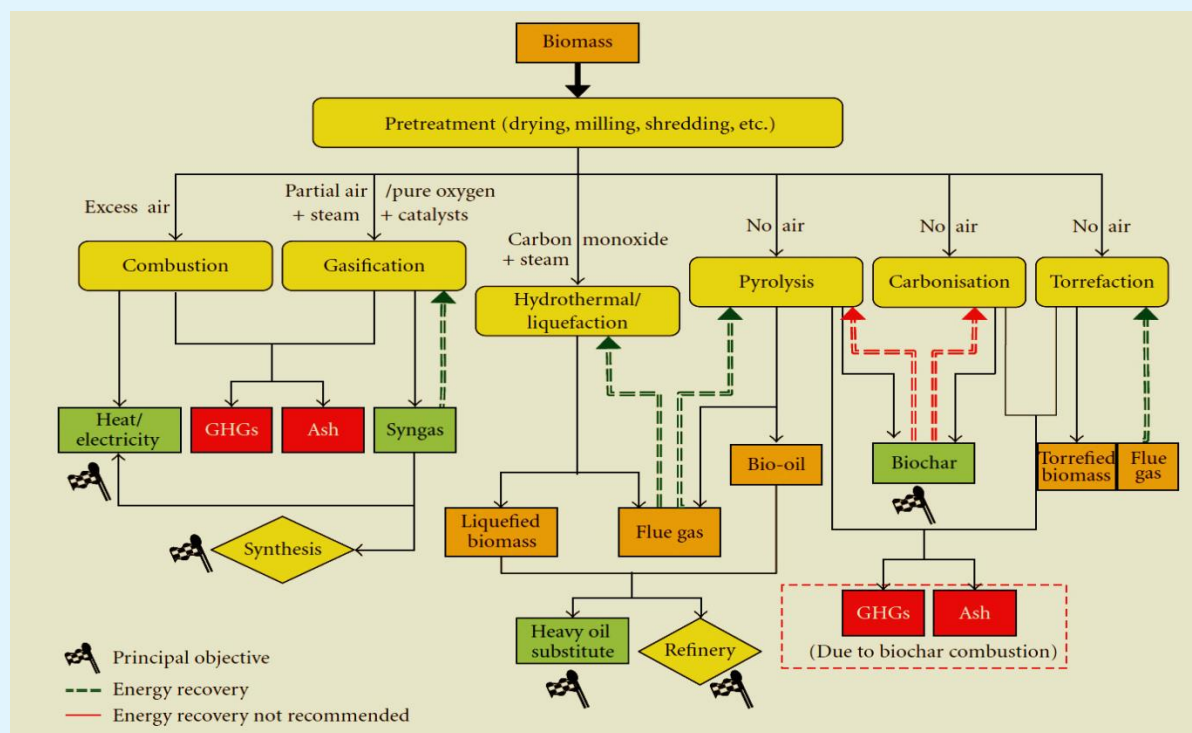 Biomass
Pretreatment (drying, milling, shredding, etc.)
Excess air
Partial air /pure oxygen
+ steam + catalysts
Carbon monoxide
+ steam
No air
No air
No air
Combustion
Gasification
Hydrothermal/
liquefaction
Pyrolysis
Carbonisation
Torrefaction
Heat/
electricity
GHGs
Ash
Syngas
Bio-oil
Biochar
Torrefied
biomass
Flue
gas
Liquefied
biomass
Flue gas
Synthesis
Heavy oil
substitute
Refinery
GHGs
Ash
(Due to biochar combustion)
Principal objective
Energy recovery
Energy recovery not recommended